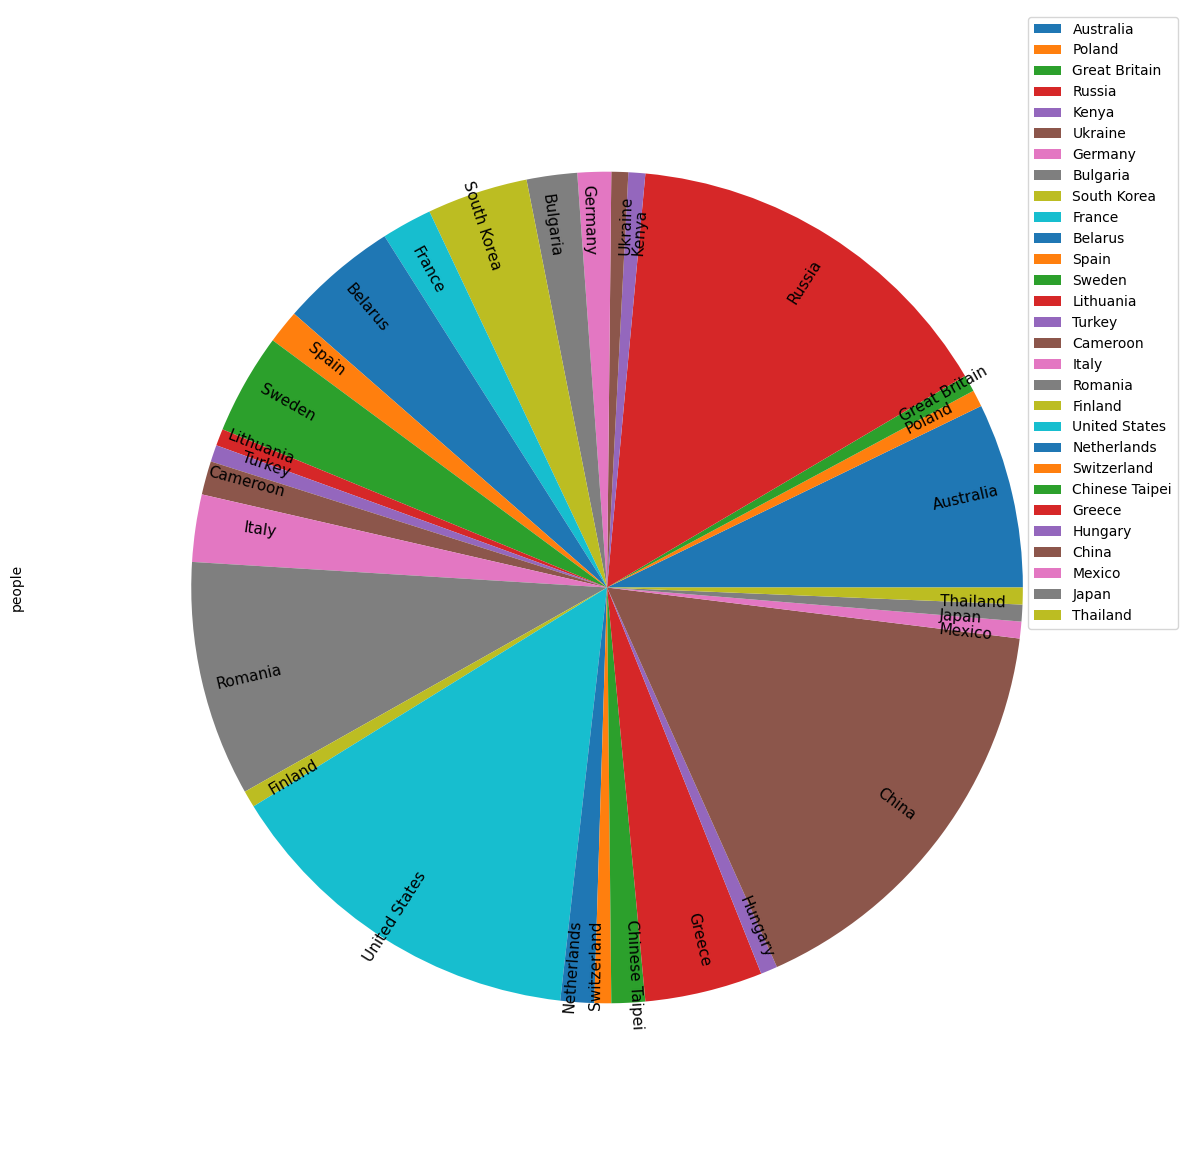 Australia
Poland
Great Britain
Russia
Kenya
Ukraine
Germany
Bulgaria
South Korea
France
Belarus
Spain
Sweden
Lithuania
Turkey
Cameroon
Italy
Romania
Finland
United States
Netherlands
Switzerland
Chinese Taipei
Greece
Hungary
China
Mexico
Japan
Thailand
people
Australia
Poland
Great Britain
Russia
Kenya
Ukraine
Germany
Bulgaria
South Korea
France
Belarus
Spain
Sweden
Lithuania
Turkey
Cameroon
Italy
Romania
Finland
United States
Netherlands
Switzerland
Chinese Taipei
Greece
Hungary
China
Mexico
Japan
Thailand